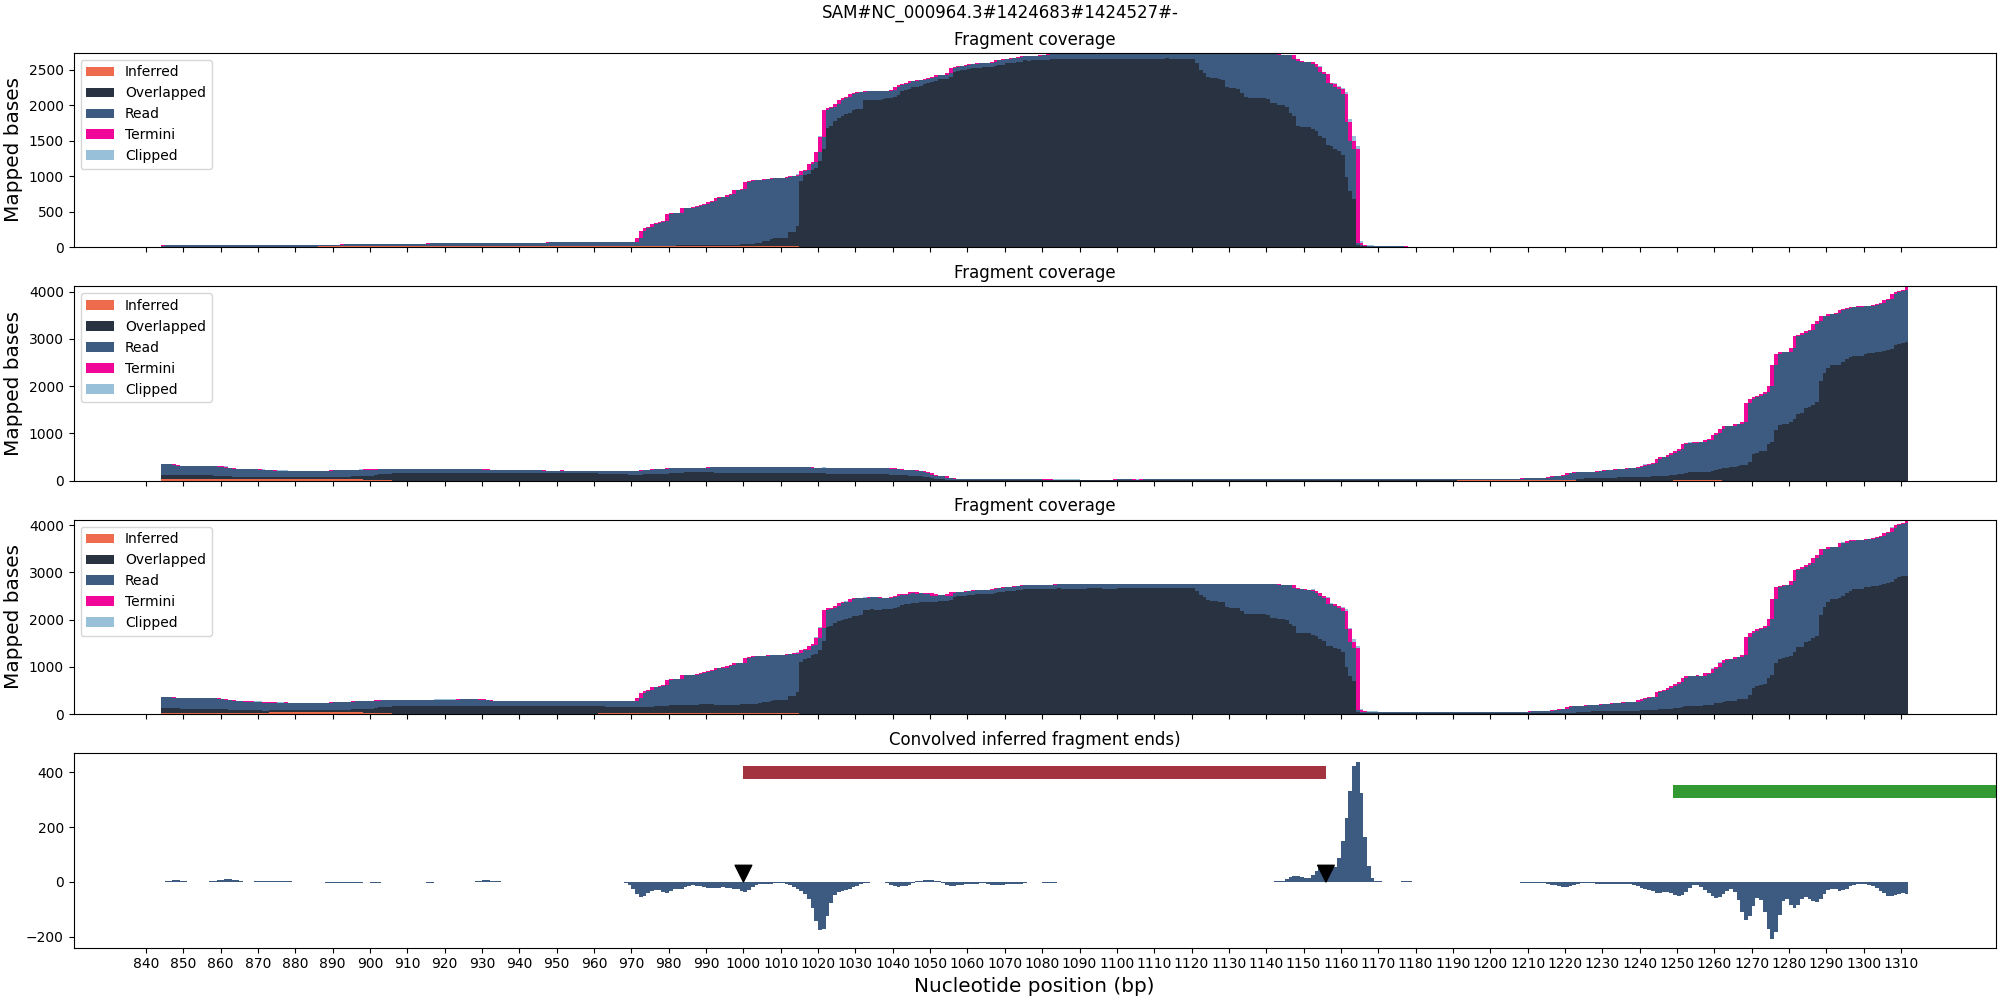 SAM#NC_000964.3#1424683#1424527#-
Fragment coverage
Mapped bases
2500
2000
1500
1000
500
0
Inferred
Overlapped
Read
Termini
Clipped
Fragment coverage
Mapped bases
4000
3000
2000
1000
0
Inferred
Overlapped
Read
Termini
Clipped
Fragment coverage
Mapped bases
4000
3000
2000
1000
0
Inferred
Overlapped
Read
Termini
Clipped
Convolved inferred fragment ends)
400
200
0
−200
840 850 860 870 880 890 900 910 920 930 940 950 960 970 980 990 1000 1010 1020 1030 1040 1050 1060 1070 1080 1090 1100 1110 1120 1130 1140 1150 1160 1170 1180 1190 1200 1210 1220 1230 1240 1250 1260 1270 1280 1290 1300 1310
Nucleotide position (bp)